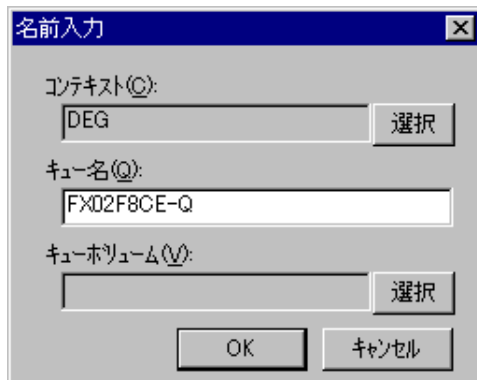 名前入力
コンテキスト(C):
DEG 選択
キュー名(Q):
FX02F8CE-Q
キューボリューム(V):
選択
OK キャンセル